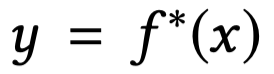 y = f*(x)